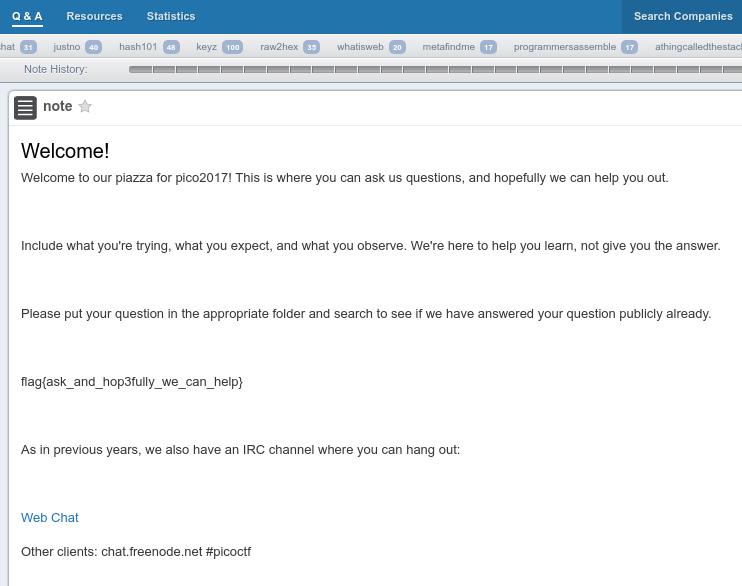 Q & A Resources Statistics Search Companies
hat 31 justno 40 hash101 48 keyz 100 raw2hex 35 whatisweb 20 metafindme 17 programmersassemble 17 athingcalledthestac
Note History:
note
Welcome!
Welcome to our piazza for pico2017! This is where you can ask us questions, and hopefully we can help you out.
Include what you're trying, what you expect, and what you observe. We're here to help you learn, not give you the answer.
Please put your question in the appropriate folder and search to see if we have answered your question publicly already.
flag{ask_and_hop3fully_we_can_help}
As in previous years, we also have an IRC channel where you can hang out:
Web Chat
Other clients: chat.freenode.net #picoctf